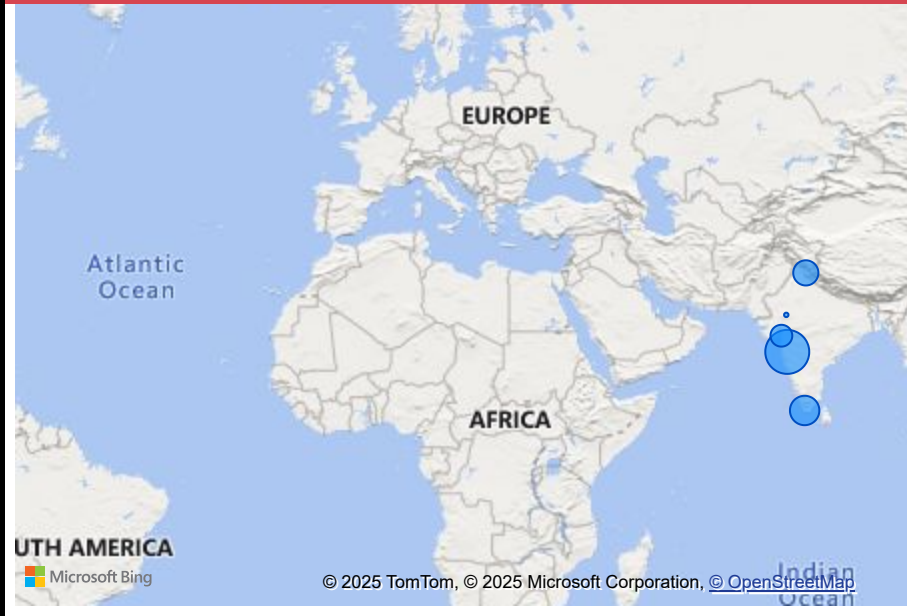 EUROPE
Atlantic
Ocean
AFRICA
UTH AMERICA
Microsoft Bing
© 2025 TomTom, © 2025 Microsoft Corporation, © OpenStreetMap
Indian
Ocean